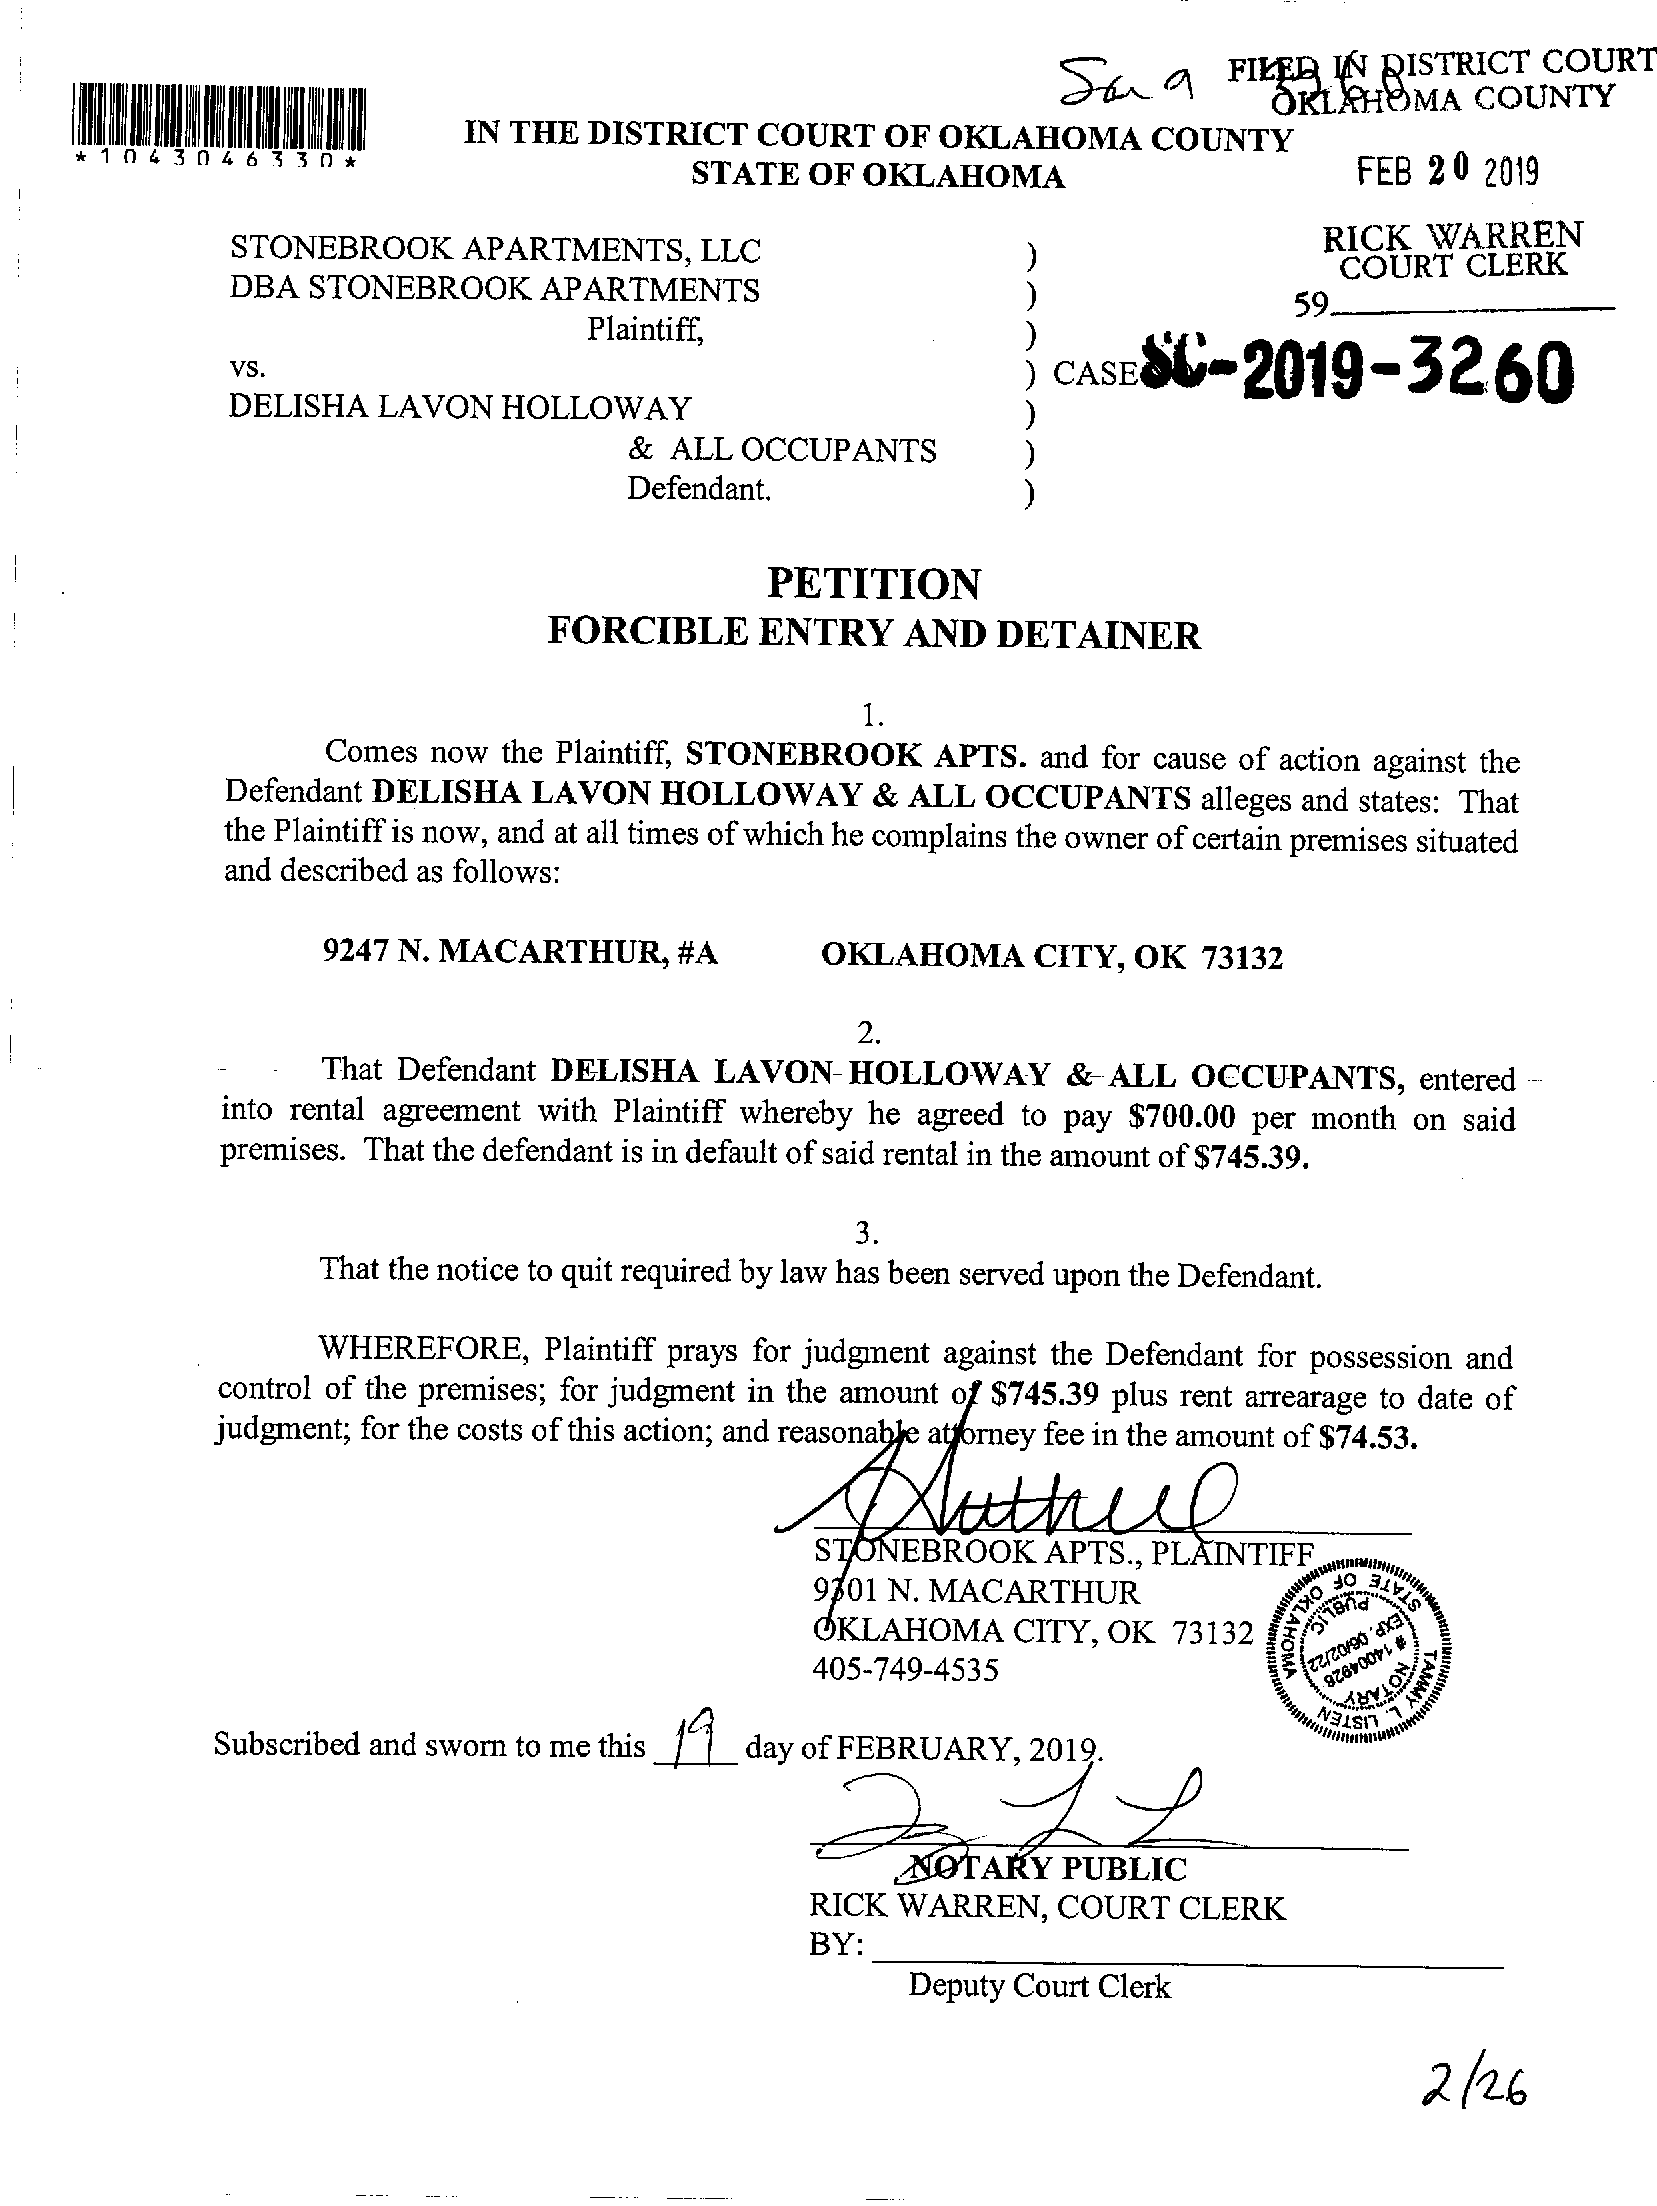 *1043046330*
FILED IN DISTRICT COURT
OKLAHOMA COUNTY
IN THE DISTRICT COURT OF OKLAHOMA COUNTY
STATE OF OKLAHOMA
FEB 20 2019
RICK WARREN
COURT CLERK
59
STONEBROOK APARTMENTS, LLC )
DBA STONEBROOK APARTMENTS )
Plaintiff, )
vs. ) CASE SC-2019-3260
DELISHA LAVON HOLLOWAY )
& ALL OCCUPANTS )
Defendant. )
PETITION
FORCIBLE ENTRY AND DETAINER
1.
Comes now the Plaintiff, STONEBROOK APTS. and for cause of action against the
Defendant DELISHA LAVON HOLLOWAY & ALL OCCUPANTS alleges and states: That
the Plaintiff is now, and at all times of which he complains the owner of certain premises situated
and described as follows:
9247 N. MACARTHUR, #A OKLAHOMA CITY, OK 73132
2.
That Defendant DELISHA LAVON HOLLOWAY & ALL OCCUPANTS, entered
into rental agreement with Plaintiff whereby he agreed to pay $700.00 per month on said
premises. That the defendant is in default of said rental in the amount of $745.39.
3.
That the notice to quit required by law has been served upon the Defendant.
WHEREFORE, Plaintiff prays for judgment against the Defendant for possession and
control of the premises; for judgment in the amount of $745.39 plus rent arrearage to date of
judgment; for the costs of this action; and reasonable attorney fee in the amount of $74.53.
STONEBROOK APTS., PLAINTIFF
9301 N. MACARTHUR
OKLAHOMA CITY, OK 73132
405-749-4535
TAMMY L. LISTEN
STATE OF OKLAHOMA
NOTARY
# 14004926
EXP. 06/02/22
PUBLIC
Subscribed and sworn to me this 19 day of FEBRUARY, 2019.
NOTARY PUBLIC
RICK WARREN, COURT CLERK
BY:
Deputy Court Clerk
2/26